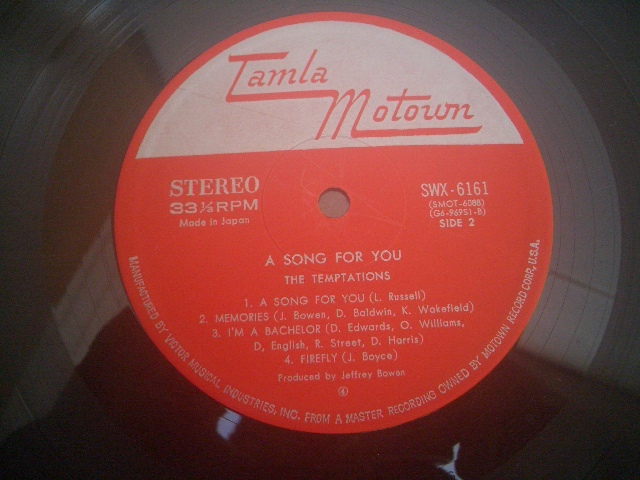 Tamla
Motown
STEREO
33⅓RPM
Made in Japan
SWX-6161
(SMOT-6088)
(G6-969S1-B)
SIDE 2
A SONG FOR YOU
THE TEMPTATIONS
1. A SONG FOR YOU (L. Russell)
2. MEMORIES (J. Bowen, D. Baldwin, K. Wakefield)
3. I'M A BACHELOR (D. Edwards, O. Williams,
D, English, R. Street, D. Harris)
4. FIREFLY (J. Boyce)
Produced by Jeffrey Bowen
MANUFACTURED BY VICTOR MUSICAL INDUSTRIES, INC. FROM A MASTER RECORDING OWNED BY MOTOWN RECORD CORP., U.S.A.